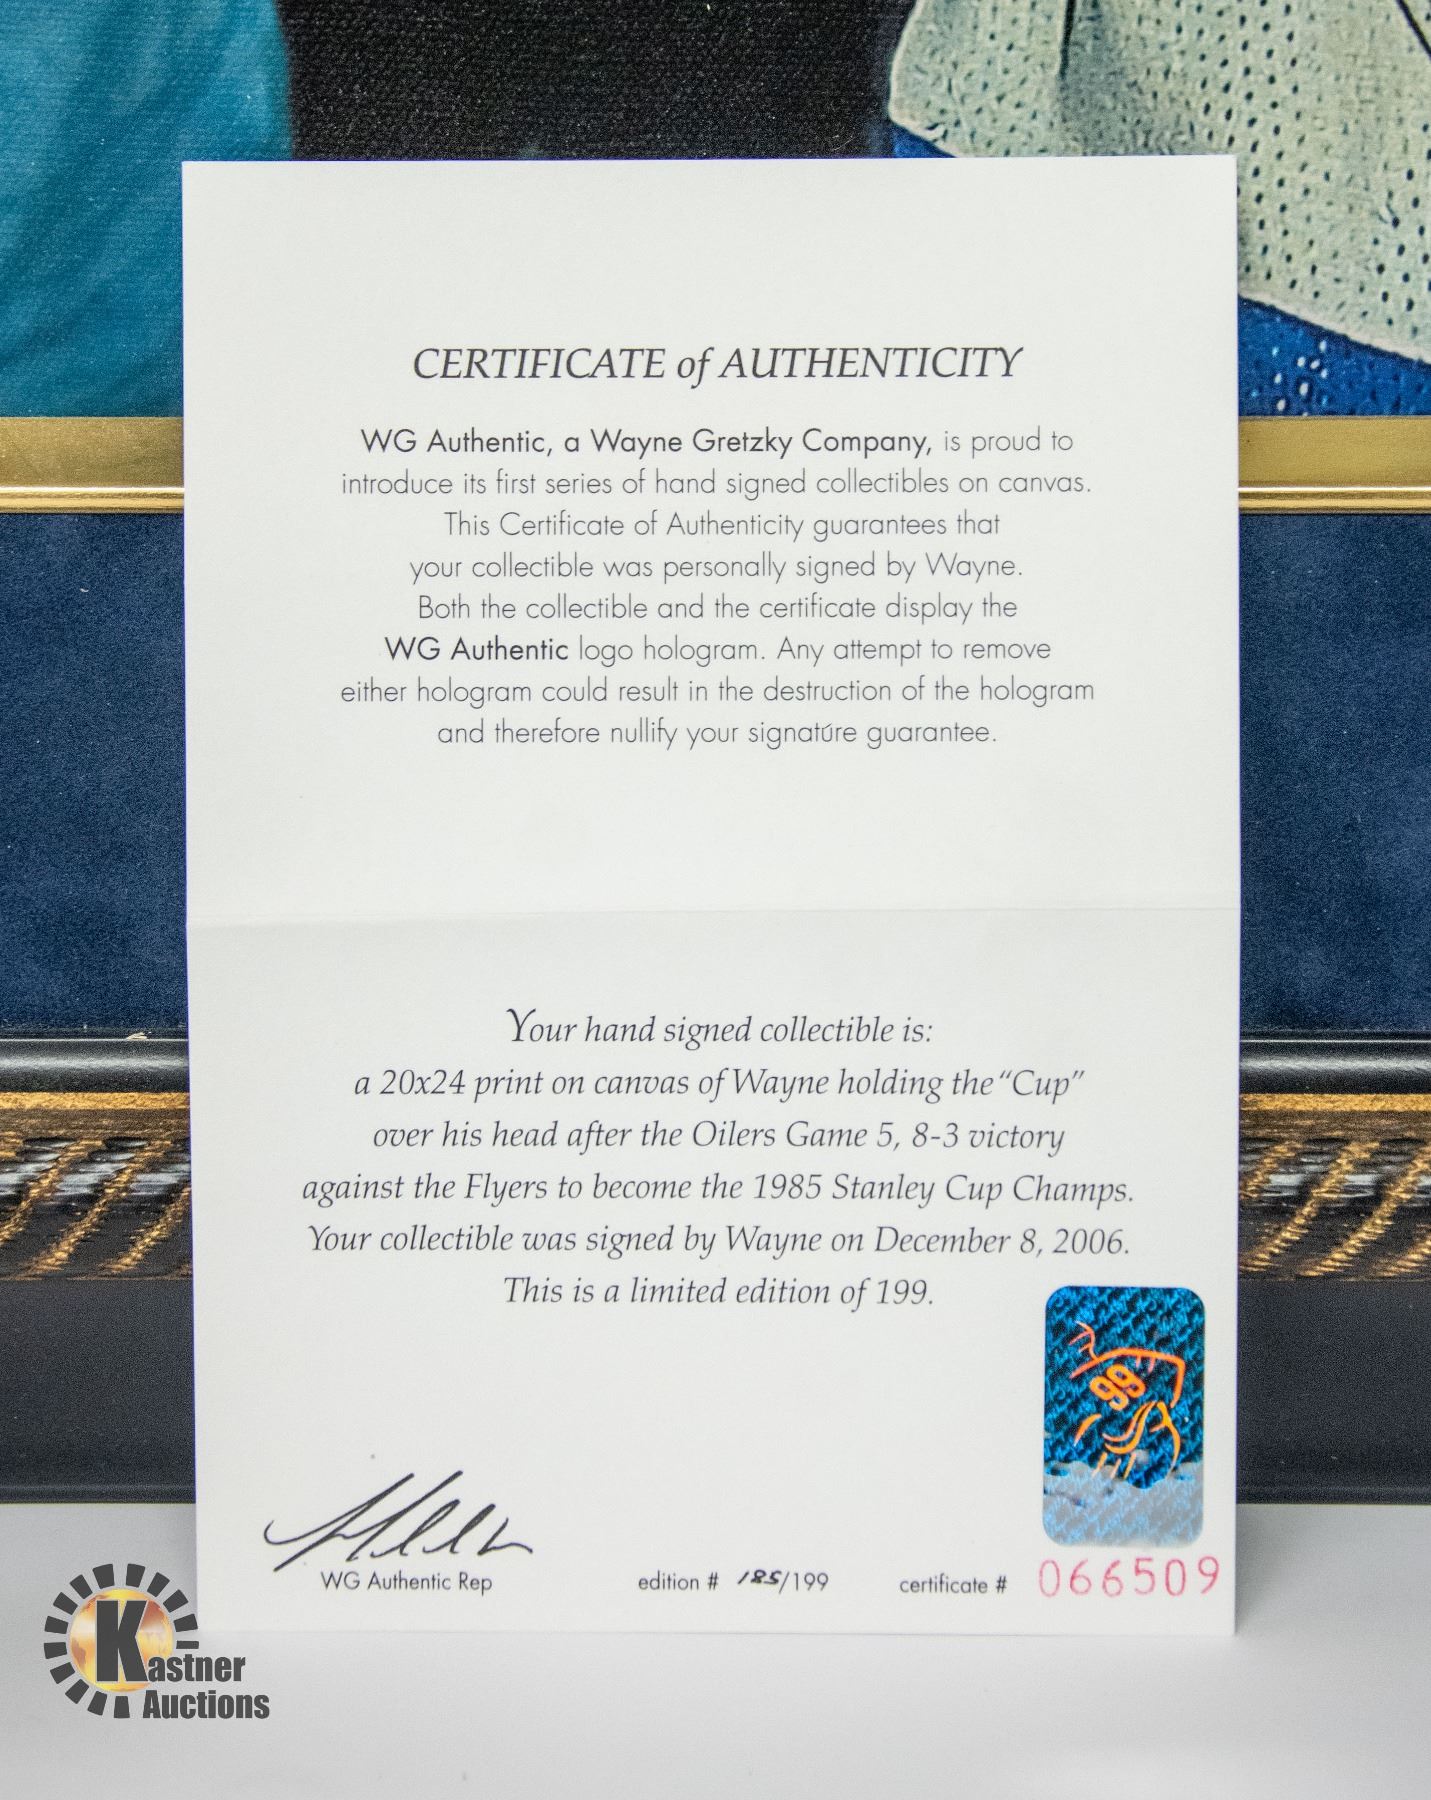 CERTIFICATE of AUTHENTICITY
WG Authentic, a Wayne Gretzky Company, is proud to
introduce its first series of hand signed collectibles on canvas.
This Certificate of Authenticity guarantees that
your collectible was personally signed by Wayne.
Both the collectible and the certificate display the
WG Authentic logo hologram. Any attempt to remove
either hologram could result in the destruction of the hologram
and therefore nullify your signature guarantee.
Your hand signed collectible is:
a 20x24 print on canvas of Wayne holding the "Cup"
over his head after the Oilers Game 5, 8-3 victory
against the Flyers to become the 1985 Stanley Cup Champs.
Your collectible was signed by Wayne on December 8, 2006.
This is a limited edition of 199.
99
WG Authentic Rep
edition # 185/199
certificate # 066509
Kastner
Auctions